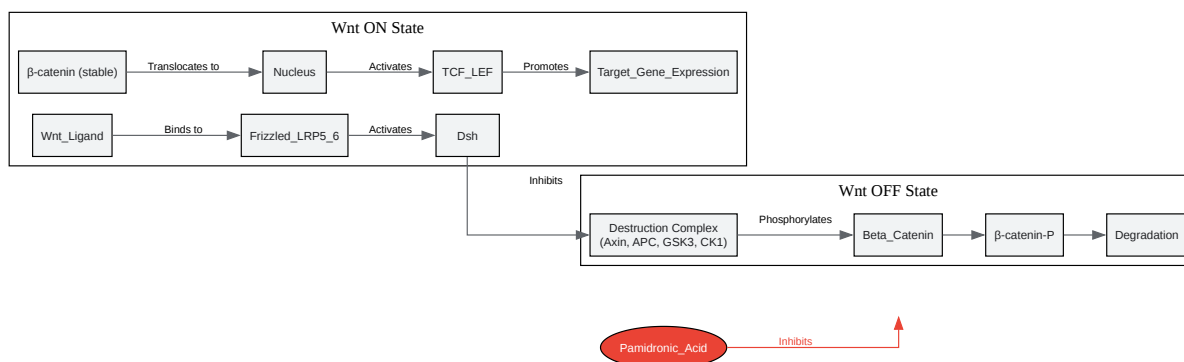 Wnt ON State
β-catenin (stable)
Translocates to
Nucleus
Activates
TCF_LEF
Promotes
Target_Gene_Expression
Wnt_Ligand
Binds to
Frizzled_LRP5_6
Activates
Dsh
Inhibits
Wnt OFF State
Destruction Complex
(Axin, APC, GSK3, CK1)
Phosphorylates
Beta_Catenin
β-catenin-P
Degradation
Pamidronic_Acid
Inhibits